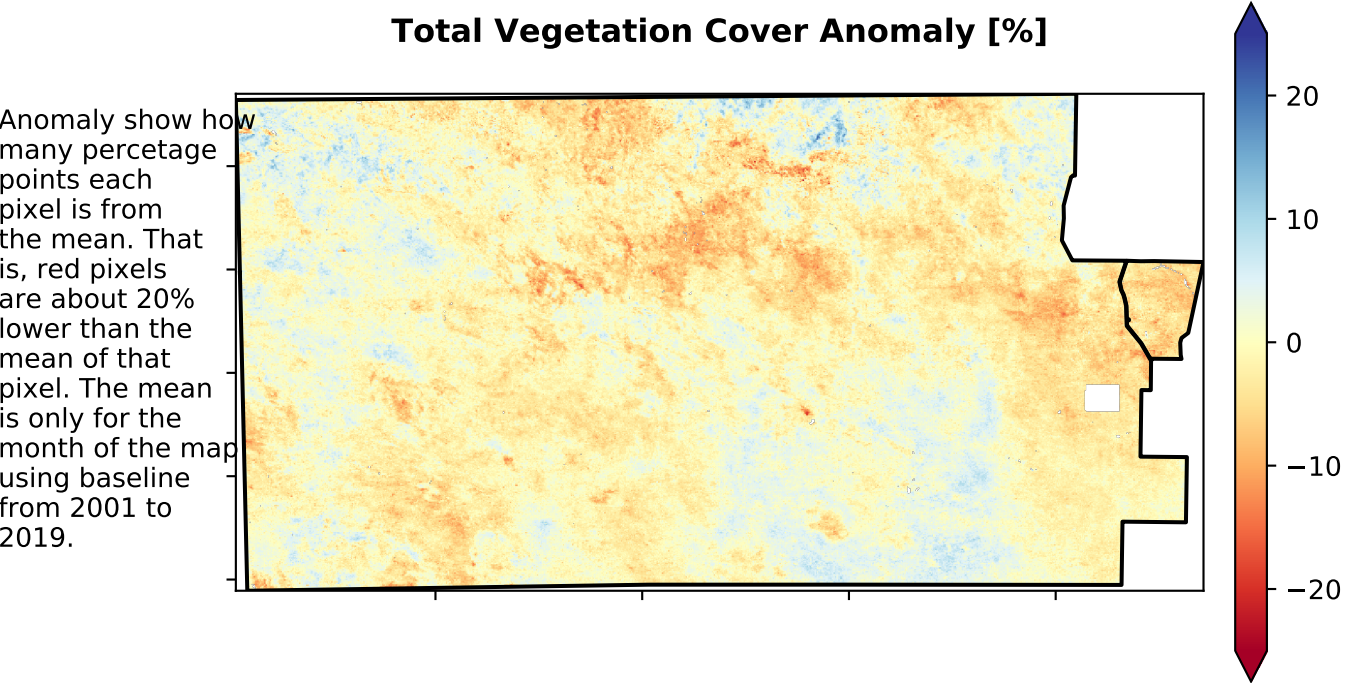 Total Vegetation Cover Anomaly [%]
Anomaly show how
many percetage
points each
pixel is from
the mean. That
is, red pixels
are about 20%
lower than the
mean of that
pixel. The mean
is only for the
month of the map
using baseline
from 2001 to
2019.
20
10
0
−10
−20